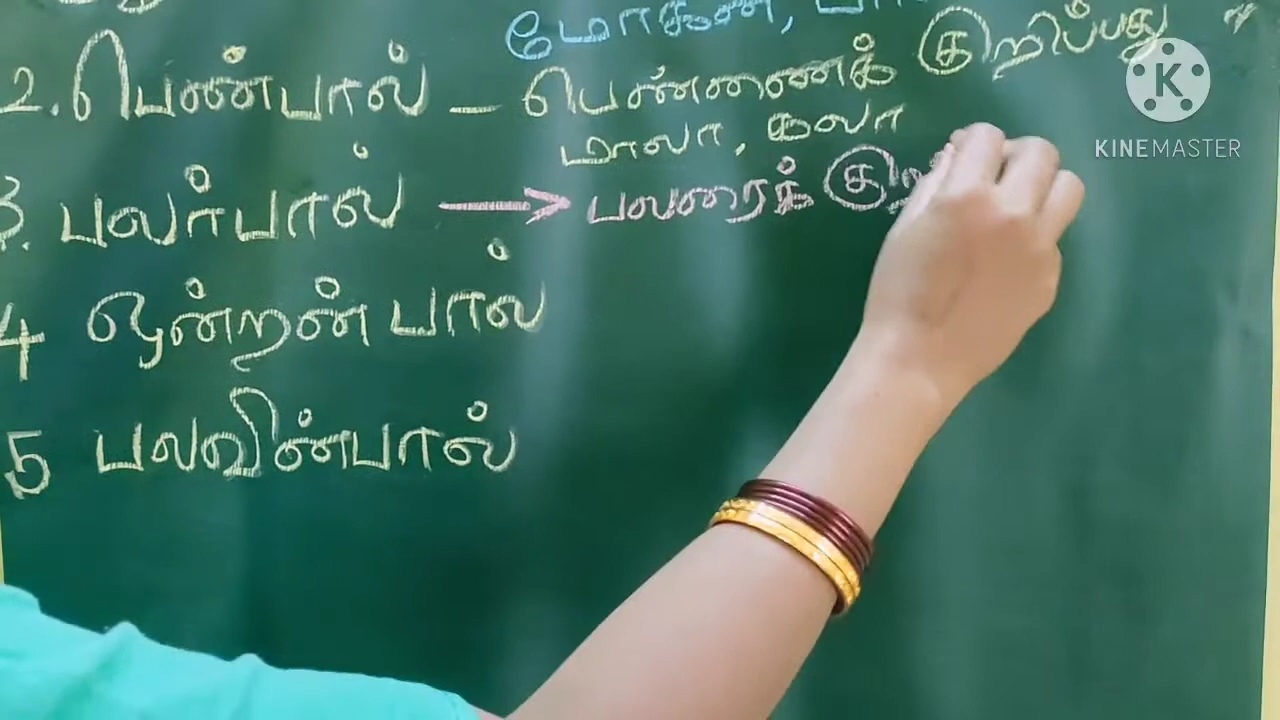 மோகன்,
2. பெண்பால் – பெண்ணைக் குறிப்பது
மாலா, கலா
3. பலர்பால் → பலரைக் குறி
4 ஒன்றன் பால்
5 பலவின்பால்
KINEMASTER